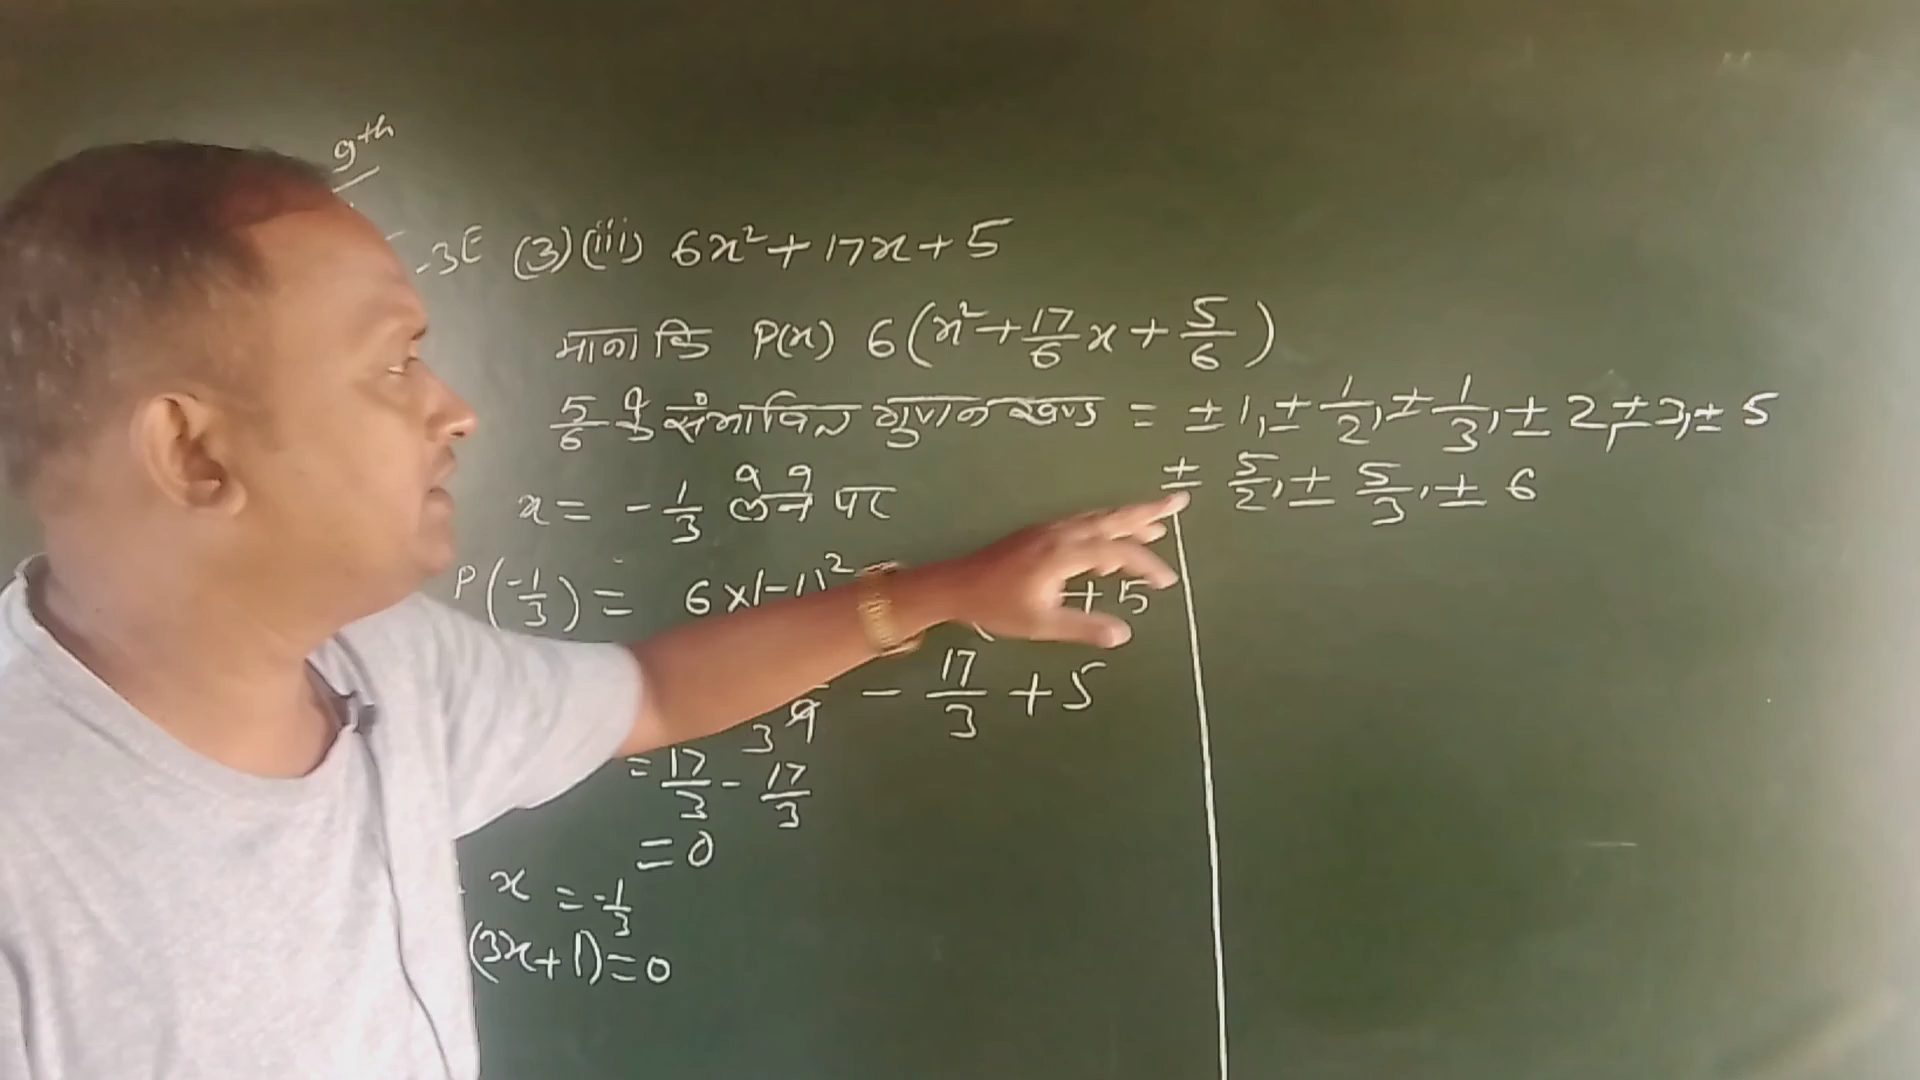 9th
-3E (3)(iii) 6x² + 17x + 5
माना कि P(x) 6(x² + 17/6 x + 5/6)
5/6 के संभावित गुणनखण्ड = ± 1, ± 1/2, ± 1/3, ± 2, ± 3, ± 5
± 5/2, ± 5/3, ± 6
x = - 1/3 लेने पर
P(-1/3) = 6×(-1)² + 5
3 9 - 17/3 + 5
= 17/3 - 17/3
= 0
x = -1/3
(3x+1) = 0